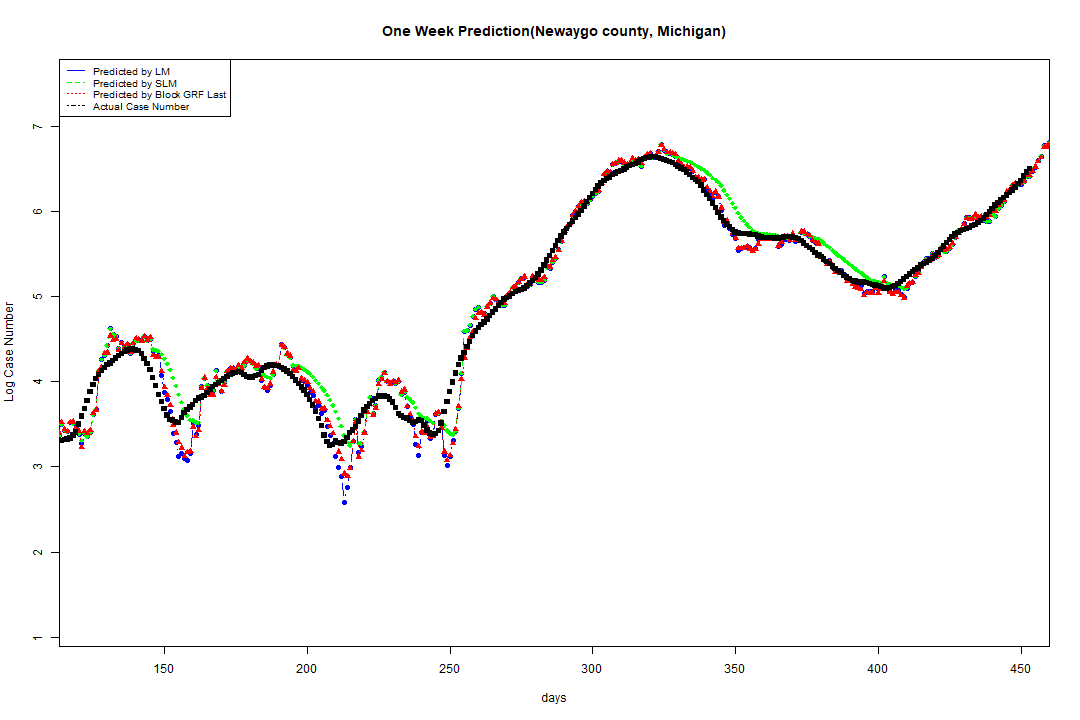 One Week Prediction(Newaygo county, Michigan)
Predicted by LM
Predicted by SLM
Predicted by Block GRF Last
Actual Case Number
7
6
5
4
3
2
1
Log Case Number
150 200 250 300 350 400 450
days